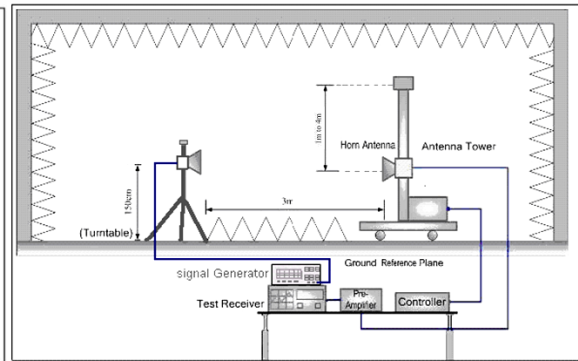 1m to 4m
Horn Antenna
Antenna Tower
150cm
3m
(Turntable)
Ground Reference Plane
signal Generator
Test Receiver
Pre-
Amplifier
Controller